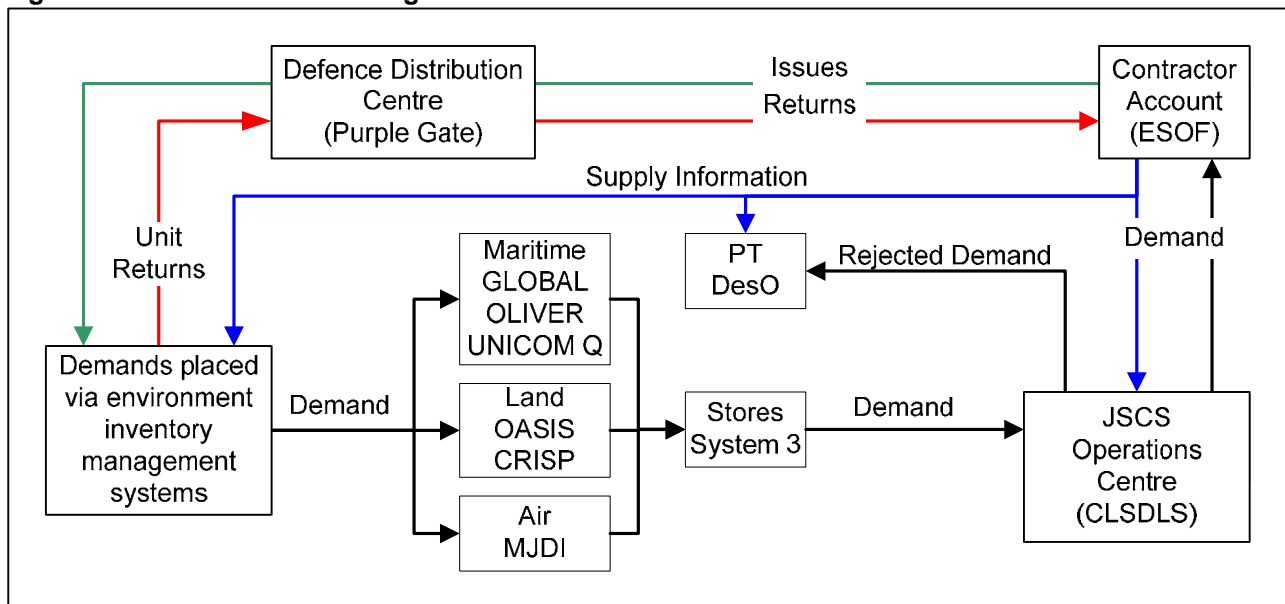 Defence Distribution
Centre
(Purple Gate)
Issues
Returns
Contractor
Account
(ESOF)
Supply Information
Unit
Returns
Maritime
GLOBAL
OLIVER
UNICOM Q
PT
DesO
Rejected Demand
Demand
Demands placed
via environment
inventory
management
systems
Demand
Land
OASIS
CRISP
Stores
System 3
Demand
JSCS
Operations
Centre
(CLSDLS)
Air
MJDI